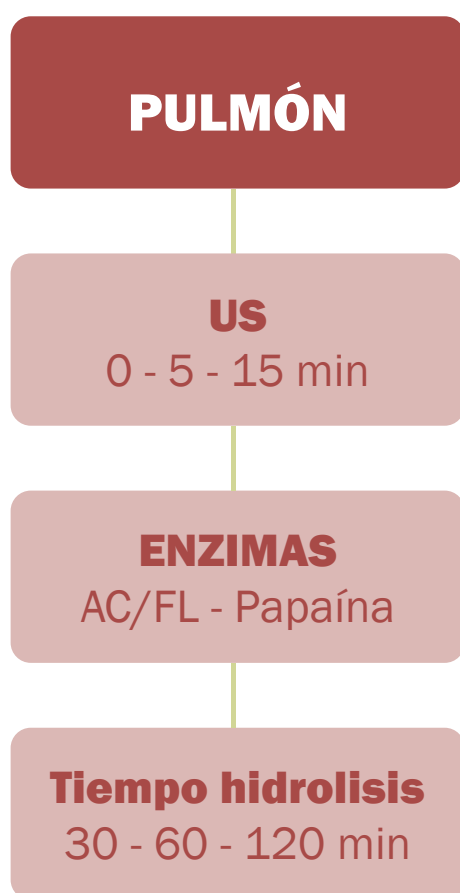 PULMÓN
US
0 - 5 - 15 min
ENZIMAS
AC/FL - Papaína
Tiempo hidrolisis
30 - 60 - 120 min